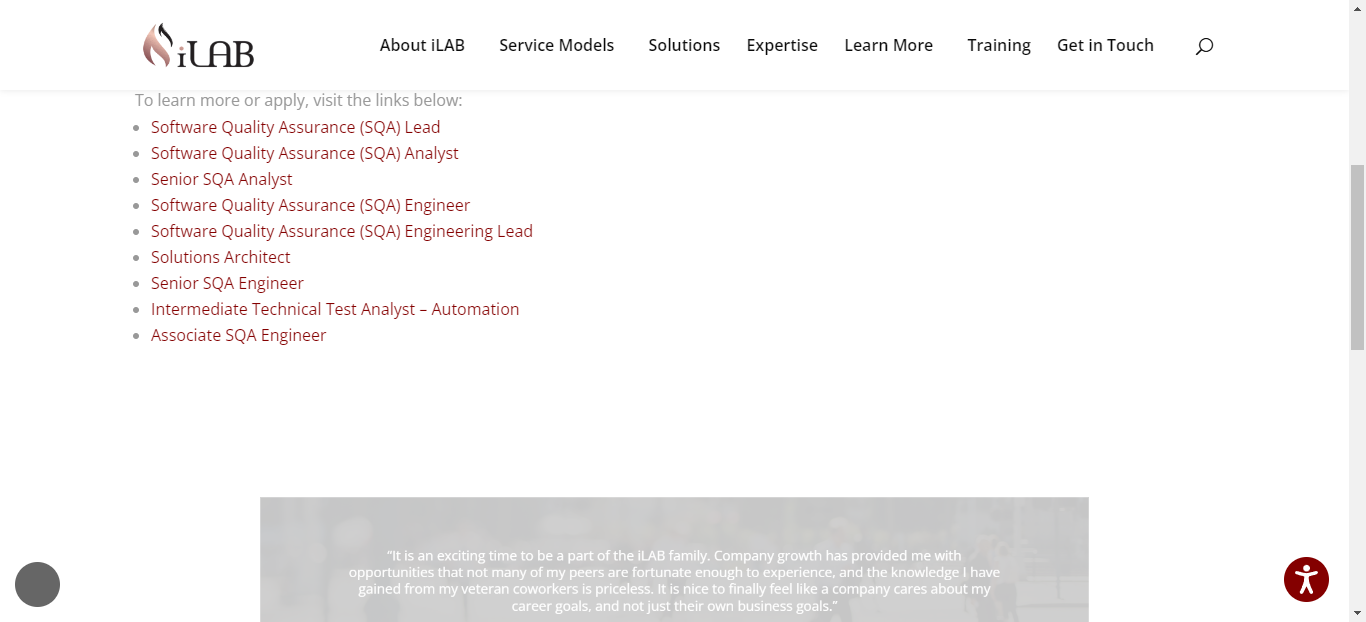 iLAB
About iLAB Service Models Solutions Expertise Learn More Training Get in Touch
To learn more or apply, visit the links below:
Software Quality Assurance (SQA) Lead
Software Quality Assurance (SQA) Analyst
Senior SQA Analyst
Software Quality Assurance (SQA) Engineer
Software Quality Assurance (SQA) Engineering Lead
Solutions Architect
Senior SQA Engineer
Intermediate Technical Test Analyst – Automation
Associate SQA Engineer
“It is an exciting time to be a part of the iLAB family. Company growth has provided me with
opportunities that not many of my peers are fortunate enough to experience, and the knowledge I have
gained from my veteran coworkers is priceless. It is nice to finally feel like a company cares about my
career goals, and not just their own business goals.”